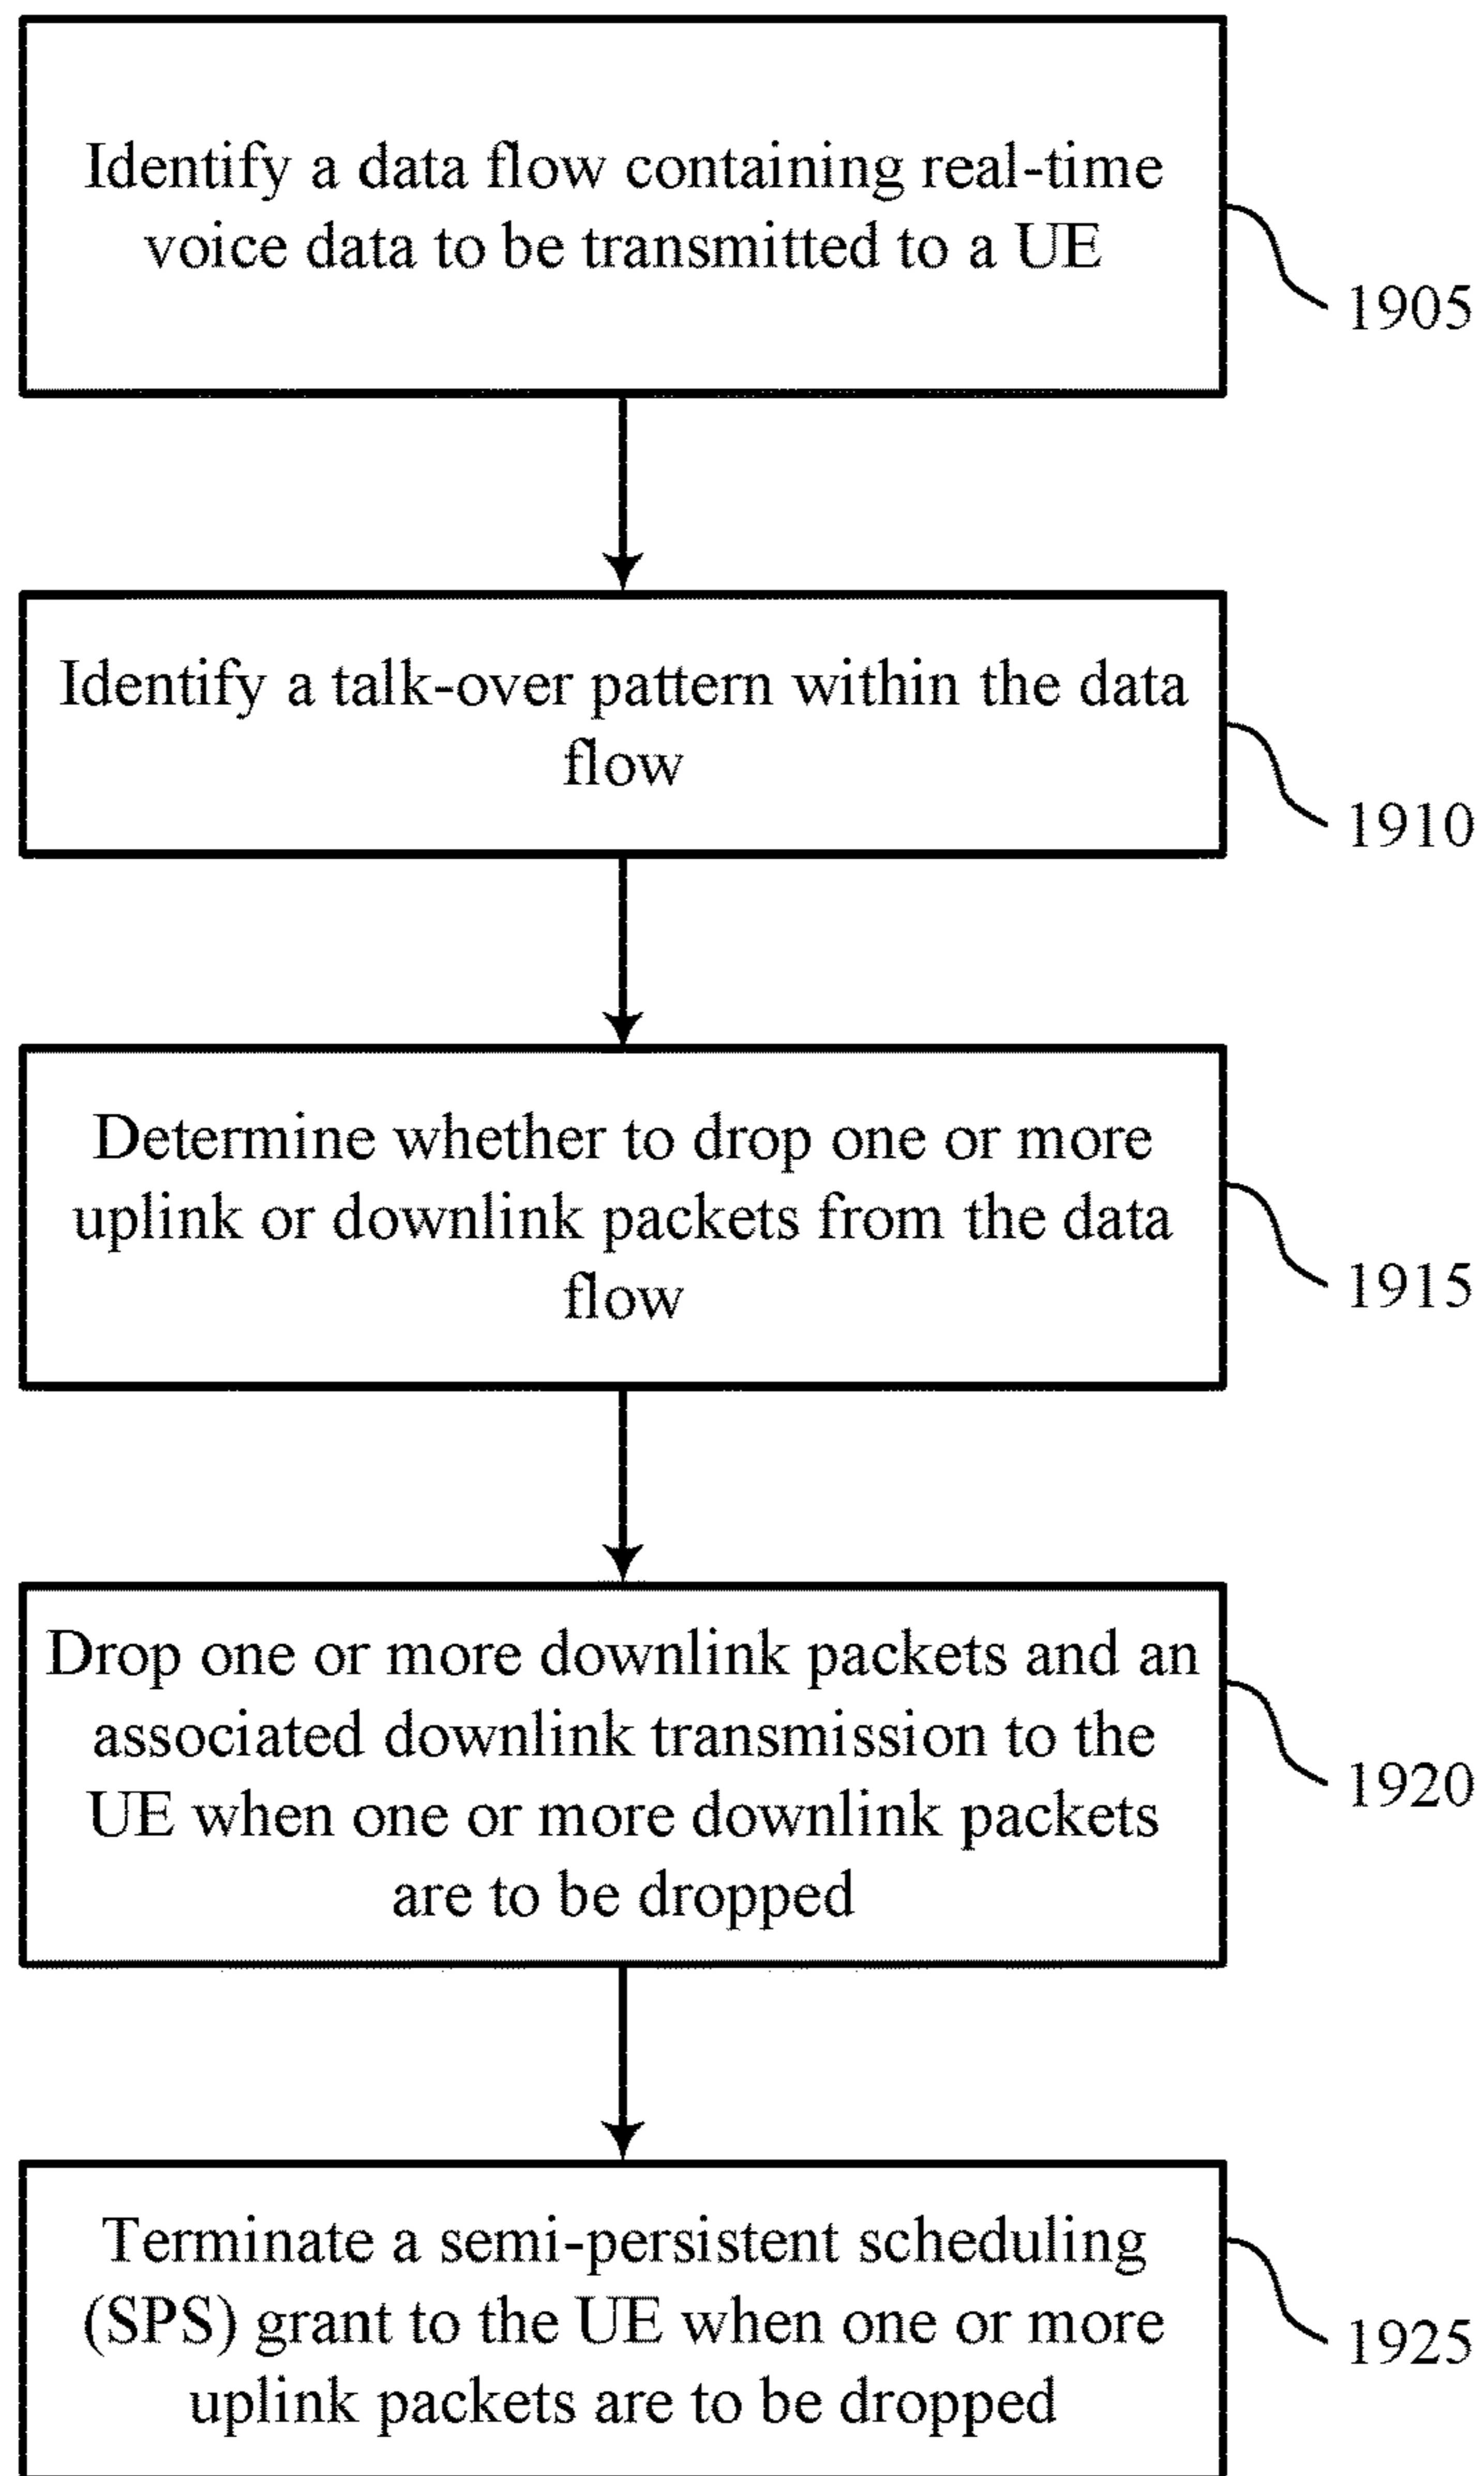 Identify a data flow containing real-time
voice data to be transmitted to a UE
1905
Identify a talk-over pattern within the data
flow
1910
Determine whether to drop one or more
uplink or downlink packets from the data
flow
1915
Drop one or more downlink packets and an
associated downlink transmission to the
UE when one or more downlink packets
are to be dropped
1920
Terminate a semi-persistent scheduling
(SPS) grant to the UE when one or more
uplink packets are to be dropped
1925